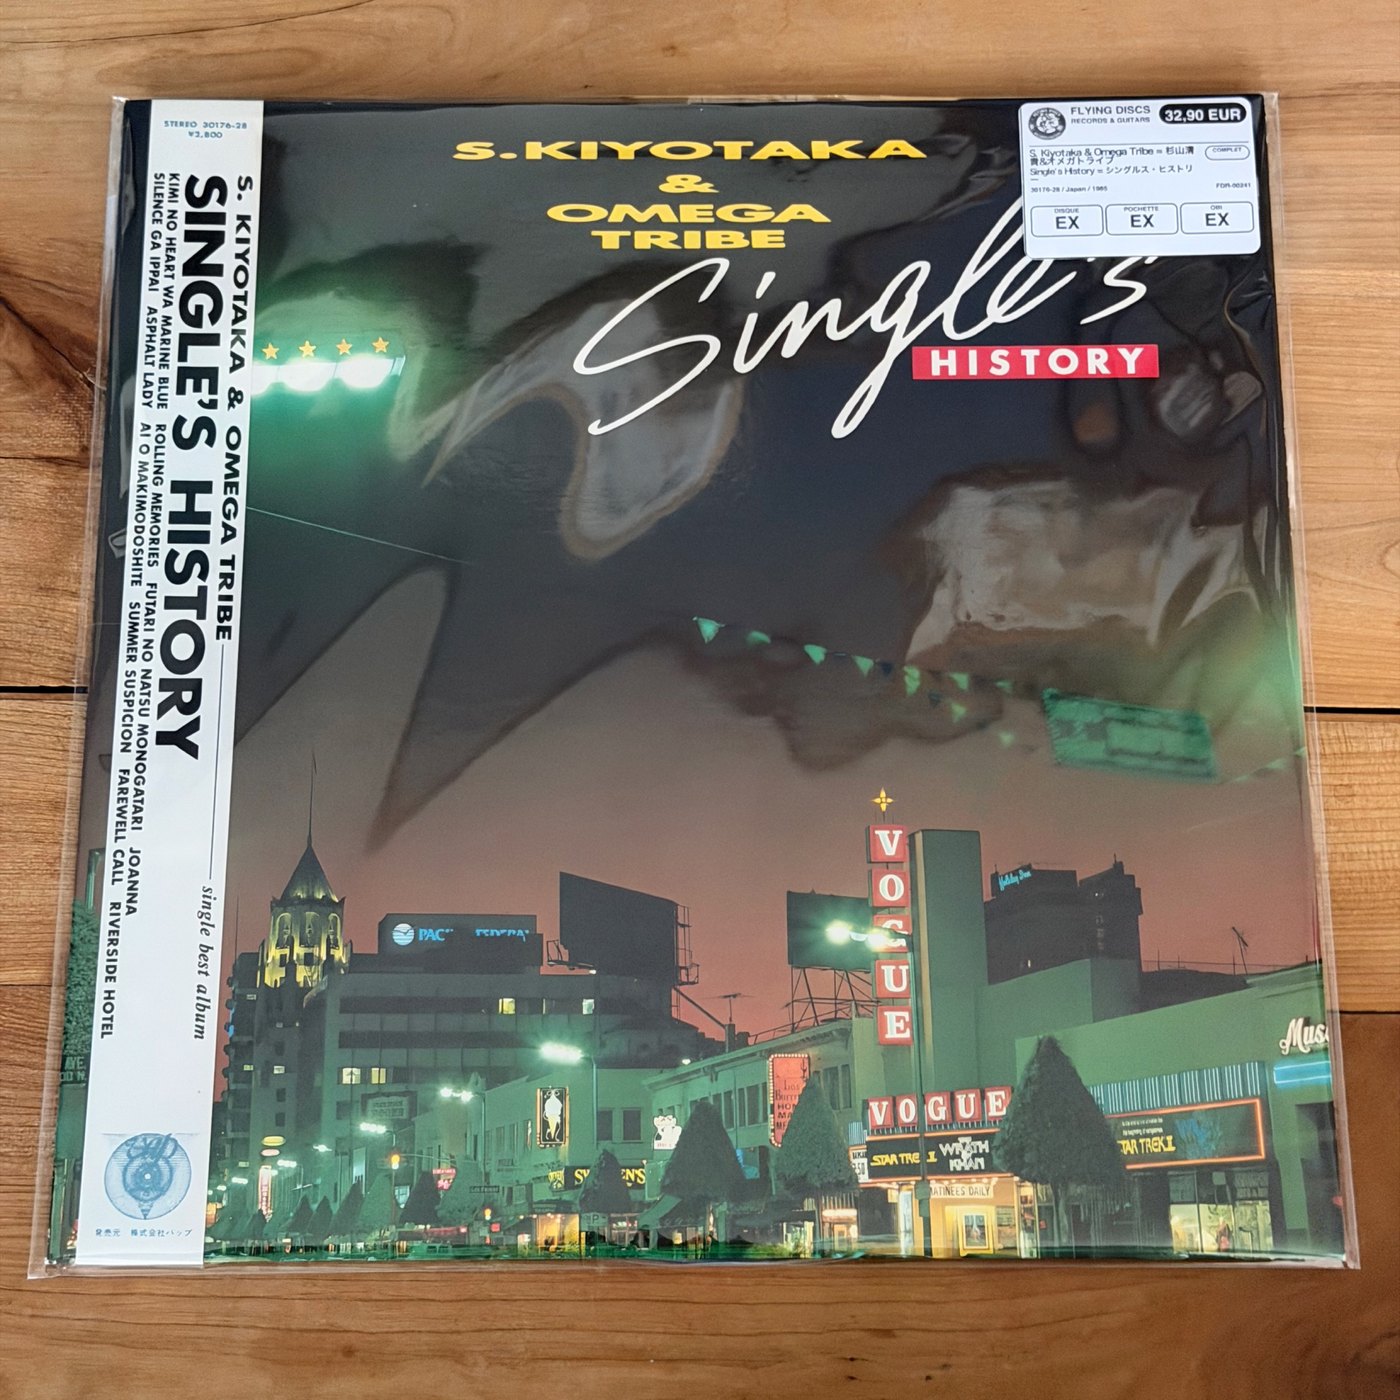 STEREO 30176-28
¥2,800
S. KIYOTAKA & OMEGA TRIBE
single best album
SINGLE'S HISTORY
KIMI NO HEART WA MARINE BLUE ROLLING MEMORIES FUTARI NO NATSU MONOGATARI JOANNA
SILENCE GA IPPAI ASPHALT LADY AI O MAKIMODOSHITE SUMMER SUSPICION FAREWELL CALL RIVERSIDE HOTEL
発売元 株式会社バップ
S.KIYOTAKA
&
OMEGA
TRIBE
Single's
HISTORY
FLYING DISCS
RECORDS & GUITARS
32,90 EUR
S. Kiyotaka & Omega Tribe = 杉山清
貴&オメガトライブ
Single's History = シングルス・ヒストリ
ー
COMPLET
30176-28 / Japan / 1985
FDR-00241
DISQUE
EX
POCHETTE
EX
OBI
EX
Holiday Inn
VOGUE
VOGUE
STAR TREK II
WRATH
KHAN
MATINEES DAILY
STAR TREK II